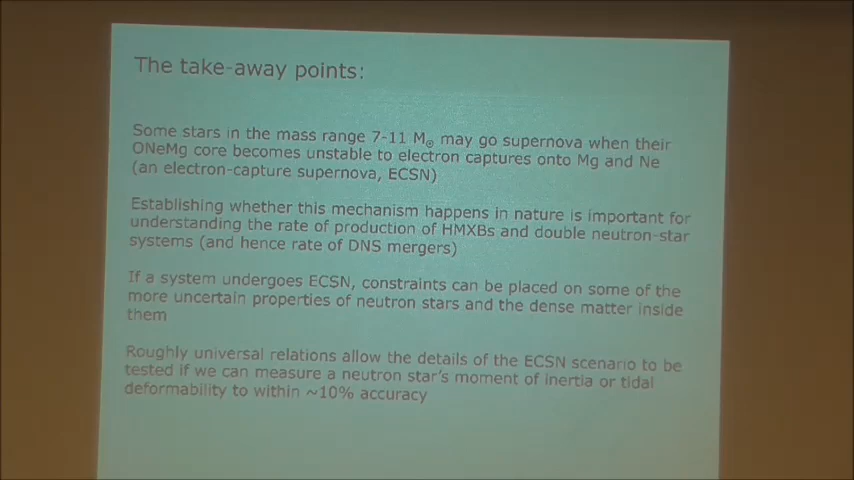 The take-away points:
Some stars in the mass range 7-11 M☉ may go supernova when their
ONeMg core becomes unstable to electron captures onto Mg and Ne
(an electron-capture supernova, ECSN)
Establishing whether this mechanism happens in nature is important for
understanding the rate of production of HMXBs and double neutron-star
systems (and hence rate of DNS mergers)
If a system undergoes ECSN, constraints can be placed on some of the
more uncertain properties of neutron stars and the dense matter inside
them
Roughly universal relations allow the details of the ECSN scenario to be
tested if we can measure a neutron star's moment of inertia or tidal
deformability to within ~10% accuracy